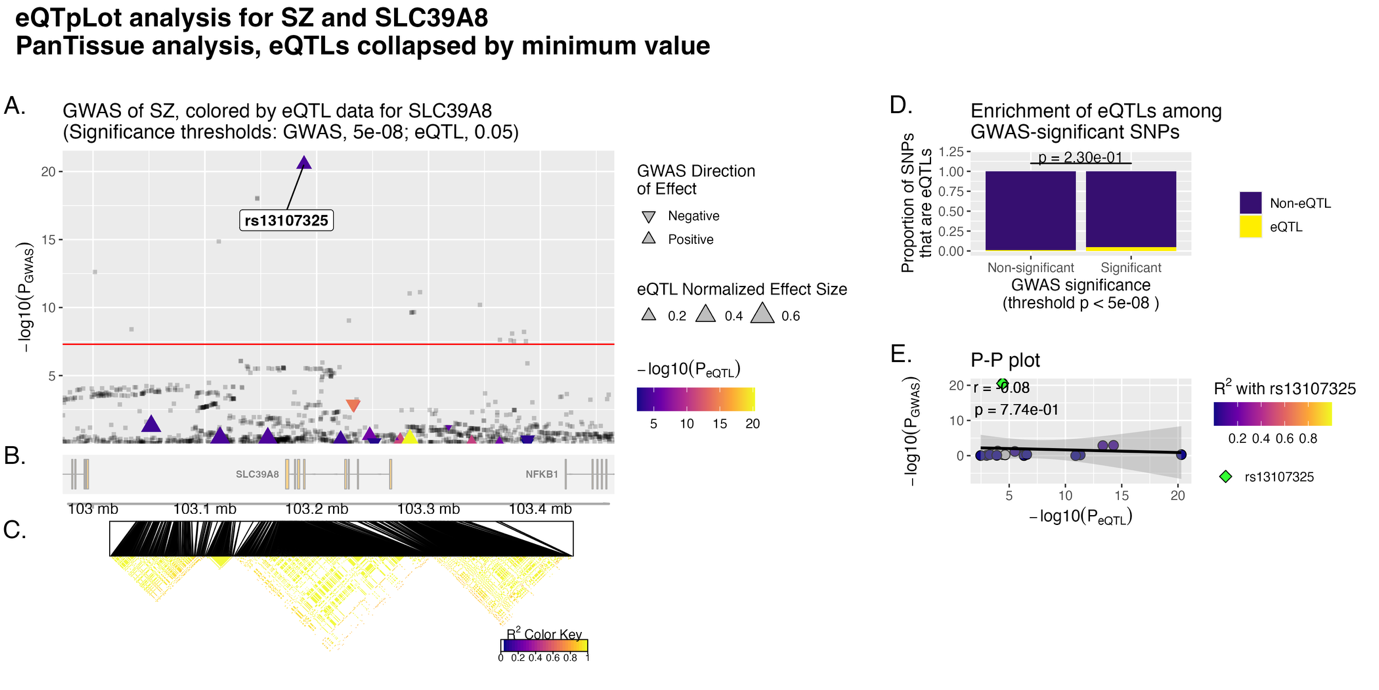 eQTpLot analysis for SZ and SLC39A8
PanTissue analysis, eQTLs collapsed by minimum value
A.
GWAS of SZ, colored by eQTL data for SLC39A8
(Significance thresholds: GWAS, 5e-08; eQTL, 0.05)
−log10(PGWAS)
20
15
10
5
rs13107325
GWAS Direction
of Effect
Negative
Positive
eQTL Normalized Effect Size
0.2 0.4 0.6
−log10(PeQTL)
5 10 15 20
B.
SLC39A8
NFKB1
103 mb 103.1 mb 103.2 mb 103.3 mb 103.4 mb
C.
R2 Color Key
0 0.2 0.4 0.6 0.8 1
D.
Enrichment of eQTLs among
GWAS-significant SNPs
Proportion of SNPs
that are eQTLs
1.25
1.00
0.75
0.50
0.25
0.00
p = 2.30e-01
Non-significant Significant
GWAS significance
(threshold p < 5e-08 )
Non-eQTL
eQTL
E.
P-P plot
−log10(PGWAS)
20
10
0
r = -0.08
p = 7.74e-01
5 10 15 20
−log10(PeQTL)
R2 with rs13107325
0.2 0.4 0.6 0.8
rs13107325